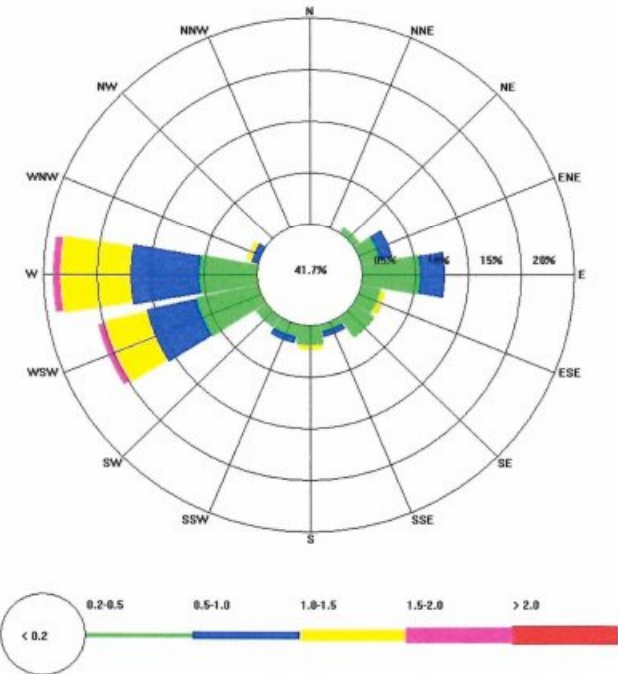 N
NNW NNE
NW NE
WNW ENE
W 41.7% 05% 15% 20% E
WSW ESE
SW SE
SSW SSE
S
0.2-0.5 0.5-1.0 1.0-1.5 1.5-2.0 > 2.0
< 0.2